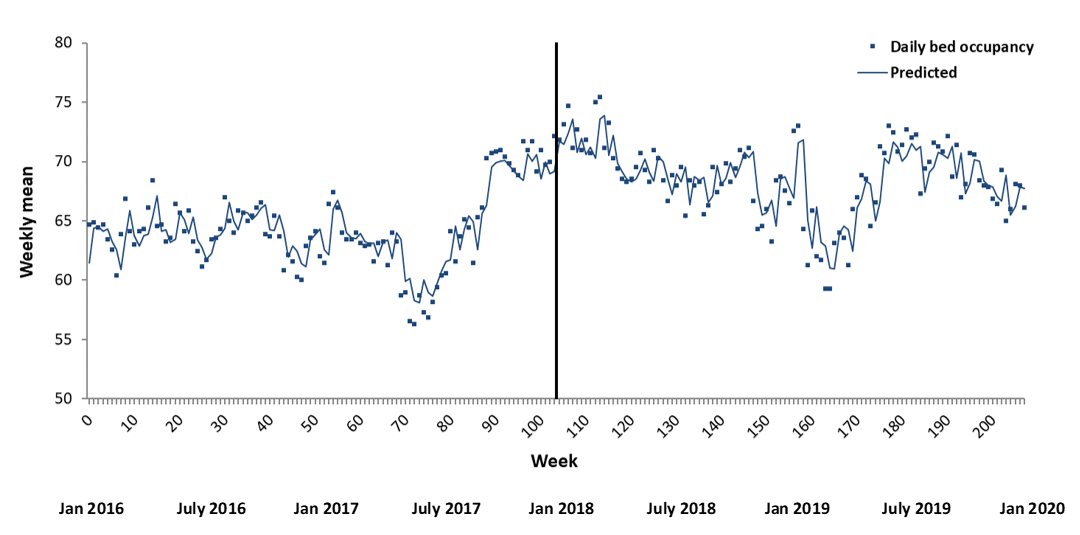 Daily bed occupancy
Predicted
Weekly mean
80
75
70
65
60
55
50
0 10 20 30 40 50 60 70 80 90 100 110 120 130 140 150 160 170 180 190 200
Week
Jan 2016 July 2016 Jan 2017 July 2017 Jan 2018 July 2018 Jan 2019 July 2019 Jan 2020